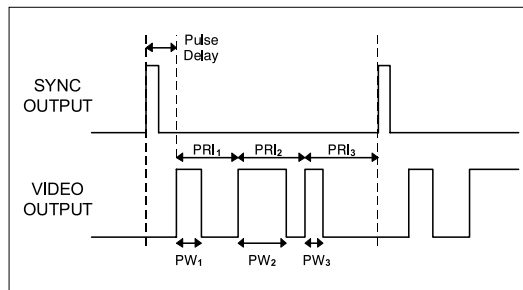 Pulse
Delay
SYNC
OUTPUT
PRI₁ PRI₂ PRI₃
VIDEO
OUTPUT
PW₁ PW₂ PW₃